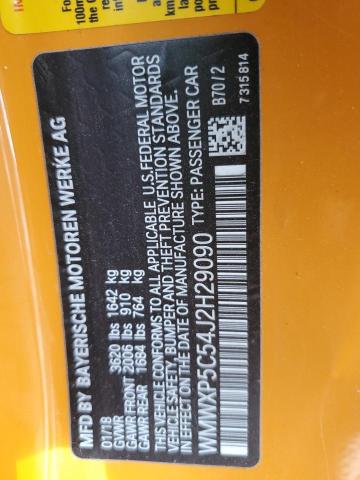 MFD BY BAYERISCHE MOTOREN WERKE AG
01/18
GVWR 3620 lbs 1642 kg
GAWR FRONT 2006 lbs 910 kg
GAWR REAR 1684 lbs 764 kg
THIS VEHICLE CONFORMS TO ALL APPLICABLE U.S.FEDERAL MOTOR
VEHICLE SAFETY, BUMPER AND THEFT PREVENTION STANDARDS
IN EFFECT ON THE DATE OF MANUFACTURE SHOWN ABOVE.
WMWXP5C54J2H29090 TYPE: PASSENGER CAR
B70/2
7315814